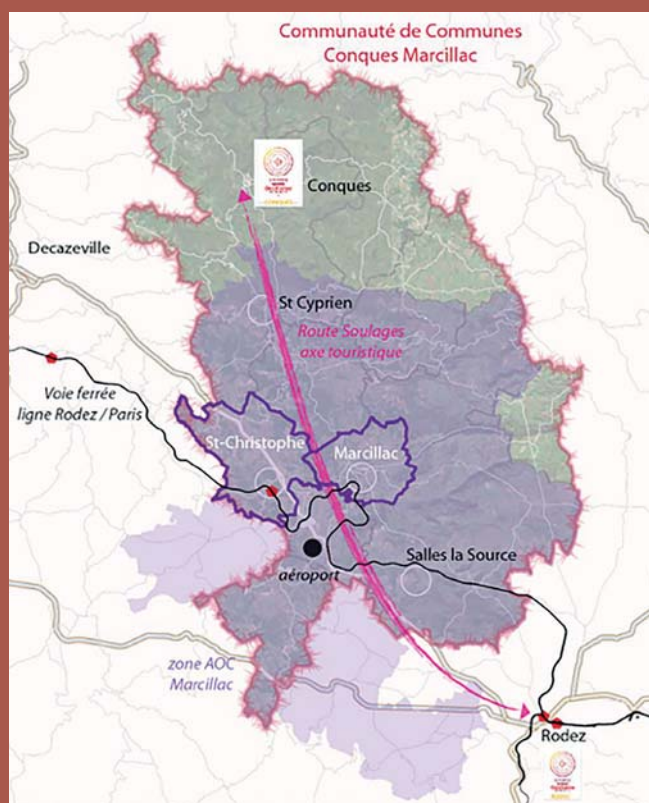 Communauté de Communes
Conques Marcillac
Conques
Decazeville
St Cyprien
Route Soulages
axe touristique
Voie ferrée
ligne Rodez / Paris
St-Christophe
Marcillac
Salles la Source
aéroport
zone AOC
Marcillac
Rodez